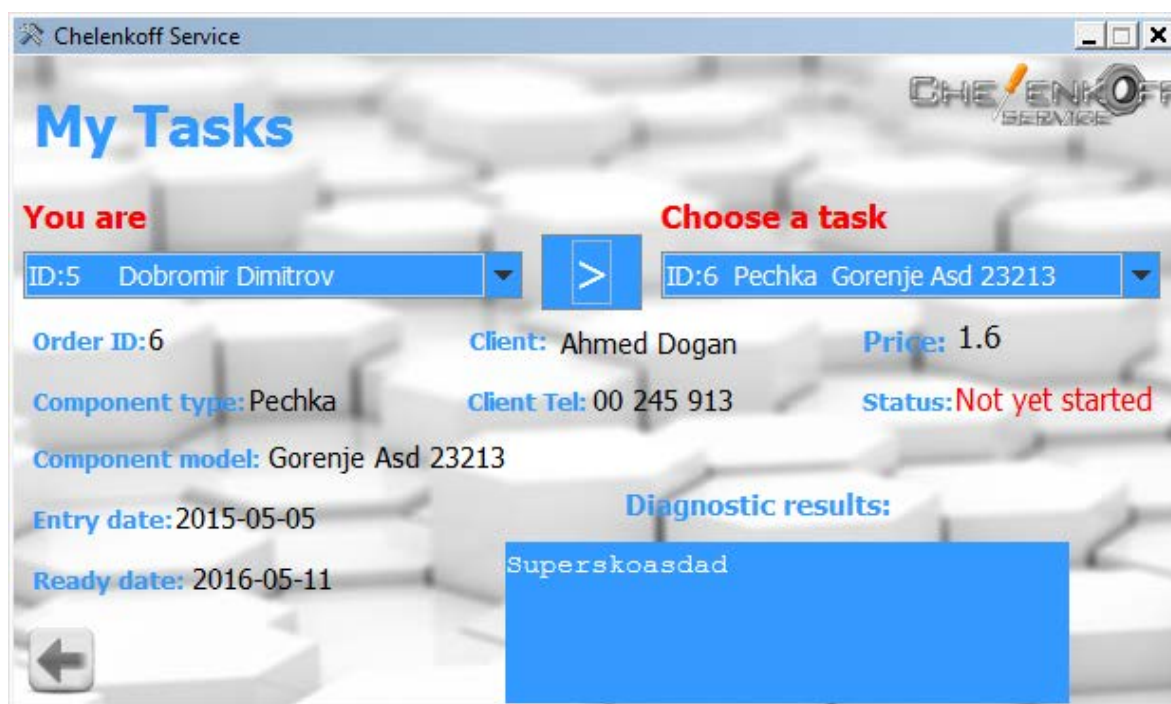 Chelenkoff Service
CHELENKOFF
SERVICE
My Tasks
You are
Choose a task
ID:5 Dobromir Dimitrov
>
ID:6 Pechka Gorenje Asd 23213
Order ID: 6
Client: Ahmed Dogan
Price: 1.6
Component type: Pechka
Client Tel: 00 245 913
Status: Not yet started
Component model: Gorenje Asd 23213
Entry date: 2015-05-05
Diagnostic results:
Superskoasdad
Ready date: 2016-05-11